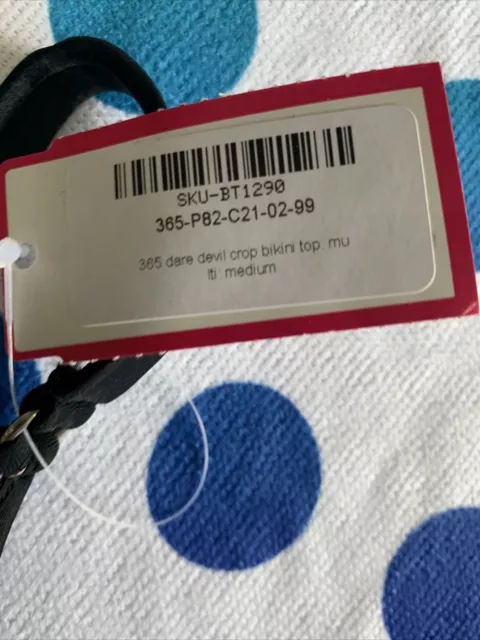 SKU-BT1290
365-P82-C21-02-99
365 dare devil crop bikini top: mu
lti: medium